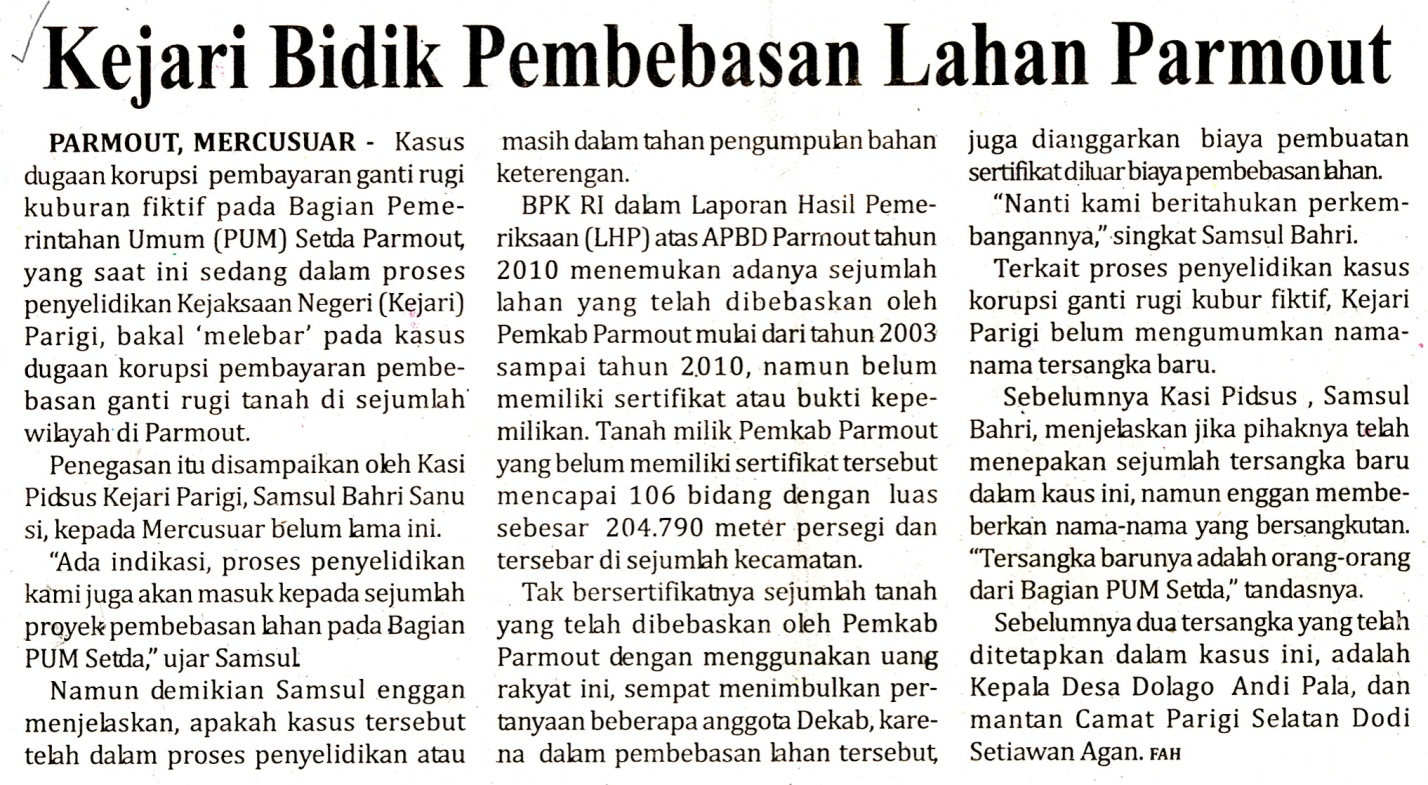 Kejari Bidik Pembebasan Lahan Parmout
PARMOUT, MERCUSUAR - Kasus
dugaan korupsi pembayaran ganti rugi
kuburan fiktif pada Bagian Peme-
rintahan Umum (PUM) Setda Parmout,
yang saat ini sedang dalam proses
penyelidikan Kejaksaan Negeri (Kejari)
Parigi, bakal ‘melebar’ pada kasus
dugaan korupsi pembayaran pembe-
basan ganti rugi tanah di sejumlah
wilayah di Parmout.
Penegasan itu disampaikan oleh Kasi
Pidsus Kejari Parigi, Samsul Bahri Sanu
si, kepada Mercusuar belum lama ini.
“Ada indikasi, proses penyelidikan
kami juga akan masuk kepada sejumlah
proyek pembebasan lahan pada Bagian
PUM Setda,” ujar Samsul.
Namun demikian Samsul enggan
menjelaskan, apakah kasus tersebut
telah dalam proses penyelidikan atau
masih dalam tahan pengumpulan bahan
keterengan.
BPK RI dalam Laporan Hasil Peme-
riksaan (LHP) atas APBD Parmout tahun
2010 menemukan adanya sejumlah
lahan yang telah dibebaskan oleh
Pemkab Parmout mulai dari tahun 2003
sampai tahun 2010, namun belum
memiliki sertifikat atau bukti kepe-
milikan. Tanah milik Pemkab Parmout
yang belum memiliki sertifikat tersebut
mencapai 106 bidang dengan luas
sebesar 204.790 meter persegi dan
tersebar di sejumlah kecamatan.
Tak bersertifikatnya sejumlah tanah
yang telah dibebaskan oleh Pemkab
Parmout dengan menggunakan uang
rakyat ini, sempat menimbulkan per-
tanyaan beberapa anggota Dekab, kare-
na dalam pembebasan lahan tersebut,
juga dianggarkan biaya pembuatan
sertifikat diluar biaya pembebasan lahan.
“Nanti kami beritahukan perkem-
bangannya,” singkat Samsul Bahri.
Terkait proses penyelidikan kasus
korupsi ganti rugi kubur fiktif, Kejari
Parigi belum mengumumkan nama-
nama tersangka baru.
Sebelumnya Kasi Pidsus , Samsul
Bahri, menjelaskan jika pihaknya telah
menepakan sejumlah tersangka baru
dalam kaus ini, namun enggan membe-
berkan nama-nama yang bersangkutan.
“Tersangka barunya adalah orang-orang
dari Bagian PUM Setda,” tandasnya.
Sebelumnya dua tersangka yang telah
ditetapkan dalam kasus ini, adalah
Kepala Desa Dolago Andi Pala, dan
mantan Camat Parigi Selatan Dodi
Setiawan Agan. FAH